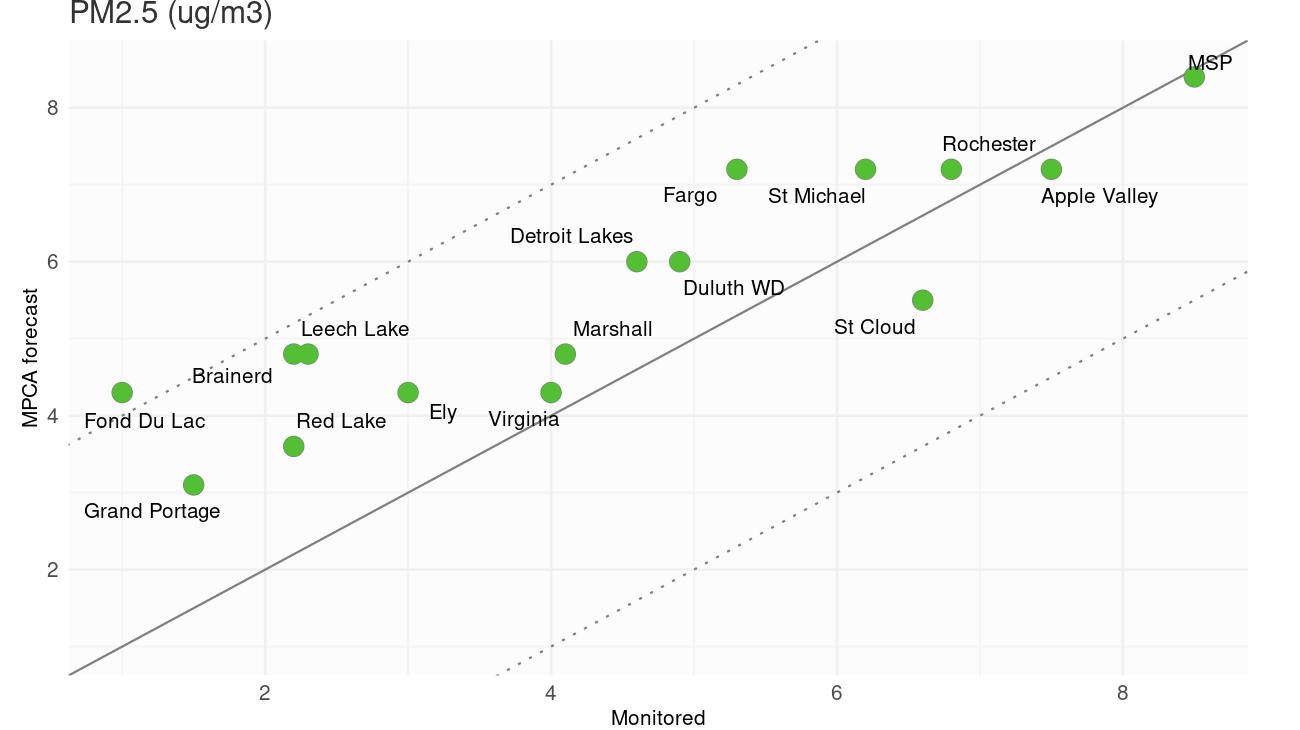 PM2.5 (ug/m3)
MSP
8
Rochester
Fargo
St Michael
Apple Valley
Detroit Lakes
6
Duluth WD
St Cloud
Leech Lake
Marshall
Brainerd
MPCA forecast
4
Fond Du Lac
Red Lake
Ely
Virginia
Grand Portage
2
2
4
6
8
Monitored